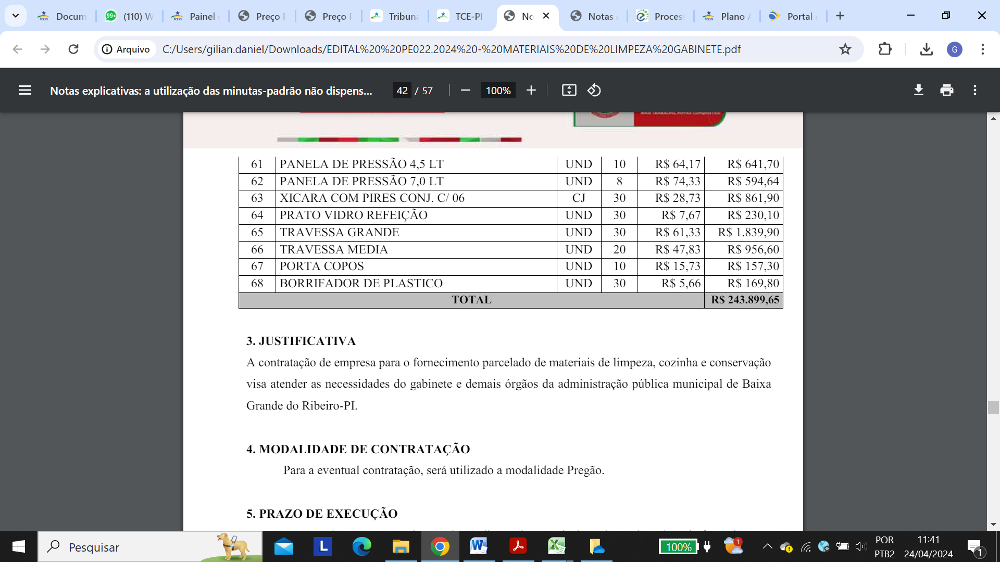 Docum
99+
(110) W
Painel
Preço
Preço
Tribuna
TCE-PI
No
Notas
Proces
Plano
Portal
Arquivo
C:/Users/gilian.daniel/Downloads/EDITAL%20%20PE022.2024%20-%20MATERIAIS%20DE%20LIMPEZA%20GABINETE.pdf
G
Notas explicativas: a utilização das minutas-padrão não dispens...
42 / 57
100%
MAIS TRABALHO, NOVAS CONQUISTAS
61 PANELA DE PRESSÃO 4,5 LT UND 10 R$ 64,17 R$ 641,70
62 PANELA DE PRESSÃO 7,0 LT UND 8 R$ 74,33 R$ 594,64
63 XICARA COM PIRES CONJ. C/ 06 CJ 30 R$ 28,73 R$ 861,90
64 PRATO VIDRO REFEIÇÃO UND 30 R$ 7,67 R$ 230,10
65 TRAVESSA GRANDE UND 30 R$ 61,33 R$ 1.839,90
66 TRAVESSA MEDIA UND 20 R$ 47,83 R$ 956,60
67 PORTA COPOS UND 10 R$ 15,73 R$ 157,30
68 BORRIFADOR DE PLASTICO UND 30 R$ 5,66 R$ 169,80
TOTAL R$ 243.899,65
3. JUSTIFICATIVA
A contratação de empresa para o fornecimento parcelado de materiais de limpeza, cozinha e conservação
visa atender as necessidades do gabinete e demais órgãos da administração pública municipal de Baixa
Grande do Ribeiro-PI.
4. MODALIDADE DE CONTRATAÇÃO
Para a eventual contratação, será utilizado a modalidade Pregão.
5. PRAZO DE EXECUÇÃO
Pesquisar
L
100%
1
POR
PTB2
11:41
24/04/2024
1